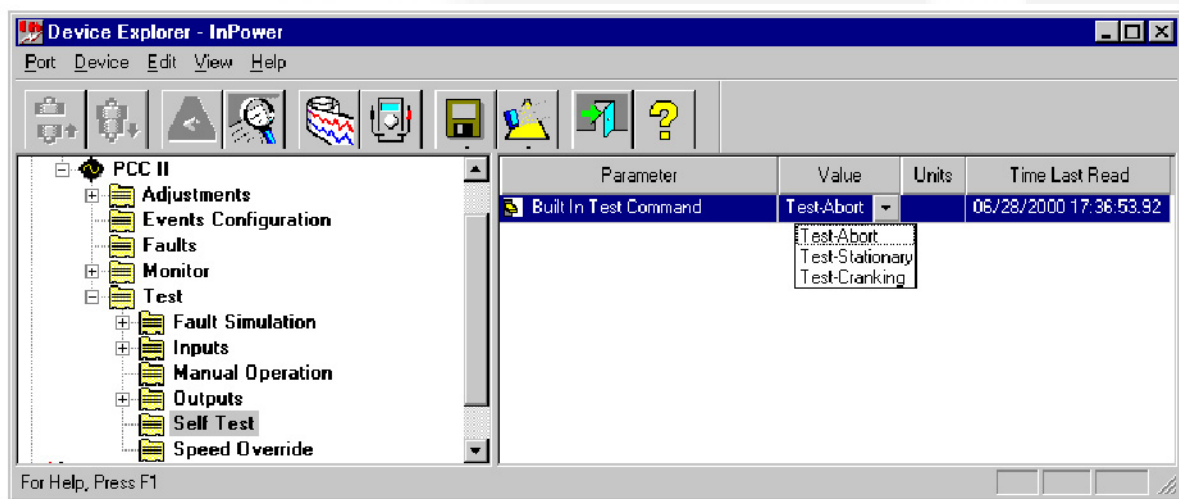 Device Explorer - InPower
Port Device Edit View Help
PCC II
Adjustments
Events Configuration
Faults
Monitor
Test
Fault Simulation
Inputs
Manual Operation
Outputs
Self Test
Speed Override
Parameter Value Units Time Last Read
Built In Test Command Test-Abort 06/28/2000 17:36:53.92
Test-Abort
Test-Stationary
Test-Cranking
For Help, Press F1